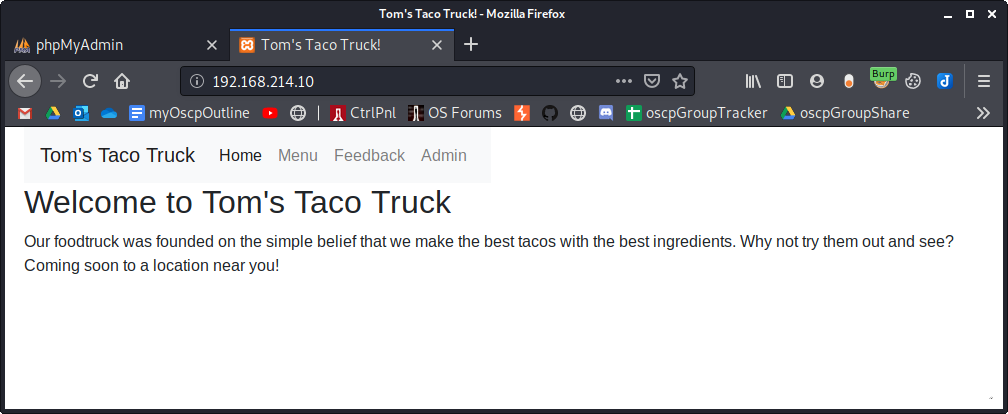 Tom's Taco Truck! - Mozilla Firefox
phpMyAdmin Tom's Taco Truck!
192.168.214.10 Burp
myOscpOutline CtrlPnl OS Forums oscpGroupTracker oscpGroupShare
Tom's Taco Truck Home Menu Feedback Admin
Welcome to Tom's Taco Truck
Our foodtruck was founded on the simple belief that we make the best tacos with the best ingredients. Why not try them out and see?
Coming soon to a location near you!